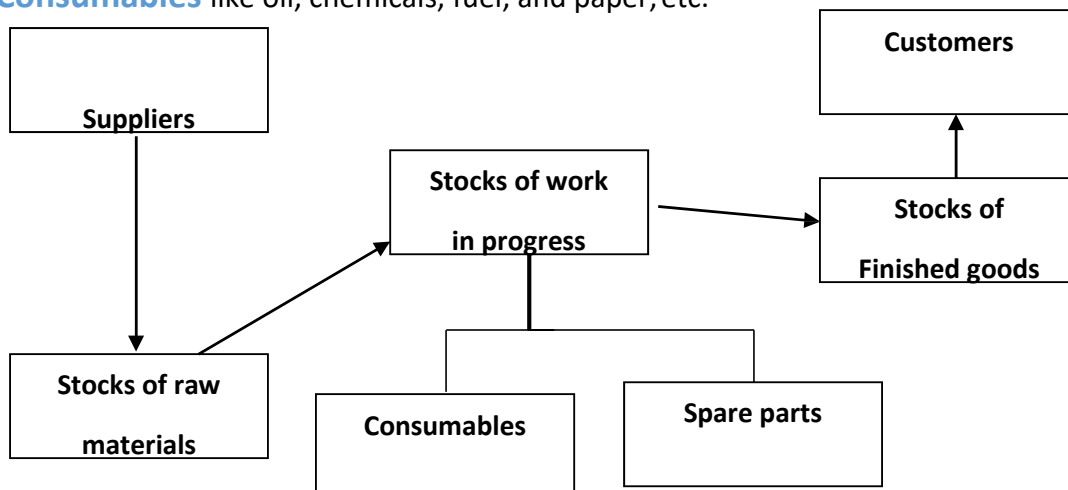 Consumables like oil, chemicals, fuel, and paper, etc.
Customers
Suppliers
Stocks of work
in progress
Stocks of
Finished goods
Stocks of raw
materials
Consumables
Spare parts